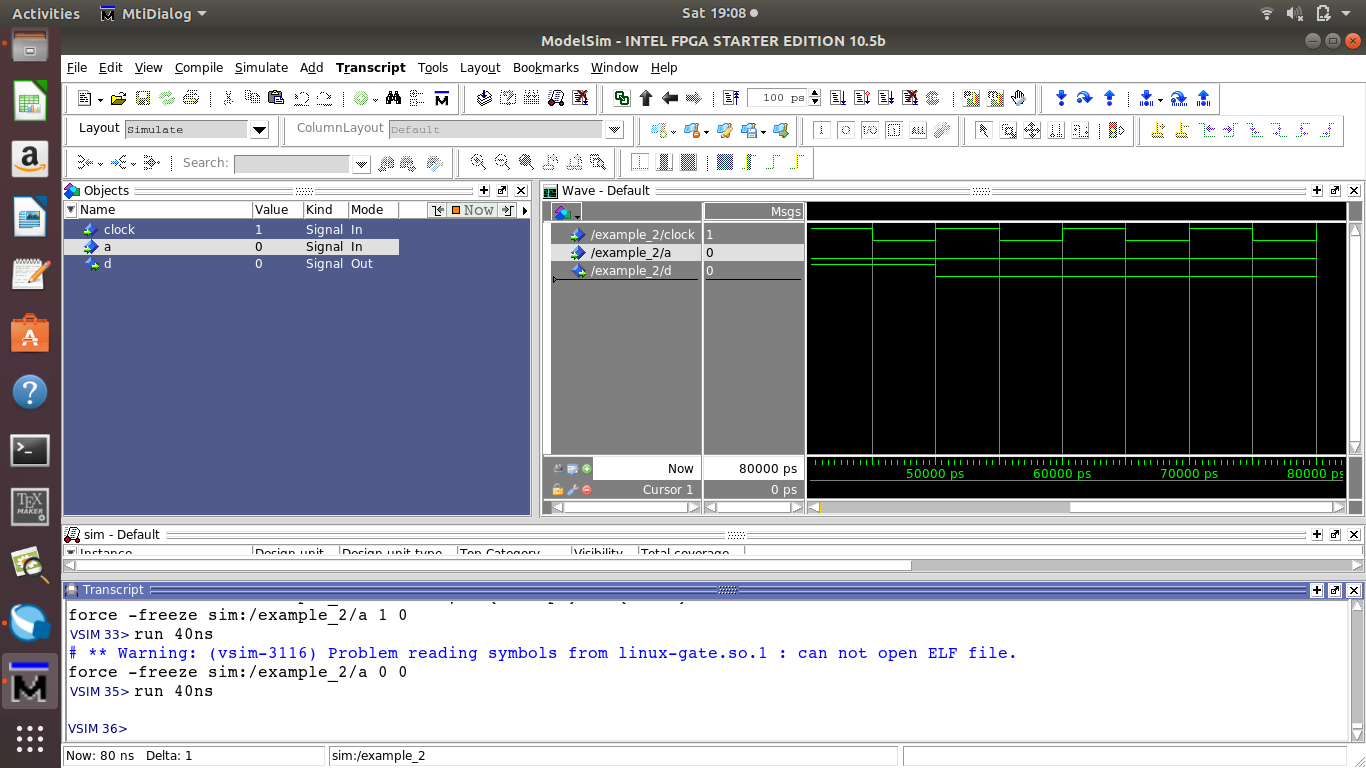 Activities MtiDialog Sat 19:08
ModelSim - INTEL FPGA STARTER EDITION 10.5b
File Edit View Compile Simulate Add Transcript Tools Layout Bookmarks Window Help
100 ps
Layout Simulate ColumnLayout Default
Search:
Objects
Name Value Kind Mode Now
clock 1 Signal In
a 0 Signal In
d 0 Signal Out
Wave - Default
Msgs
/example_2/clock 1
/example_2/a 0
/example_2/d 0
Now 80000 ps
Cursor 1 0 ps
50000 ps 60000 ps 70000 ps 80000 ps
sim - Default
Instance Design unit Design unit type Top Category Visibility Total coverage
Transcript
force -freeze sim:/example_2/a 1 0
VSIM 33> run 40ns
# ** Warning: (vsim-3116) Problem reading symbols from linux-gate.so.1 : can not open ELF file.
force -freeze sim:/example_2/a 0 0
VSIM 35> run 40ns
VSIM 36>
Now: 80 ns Delta: 1 sim:/example_2